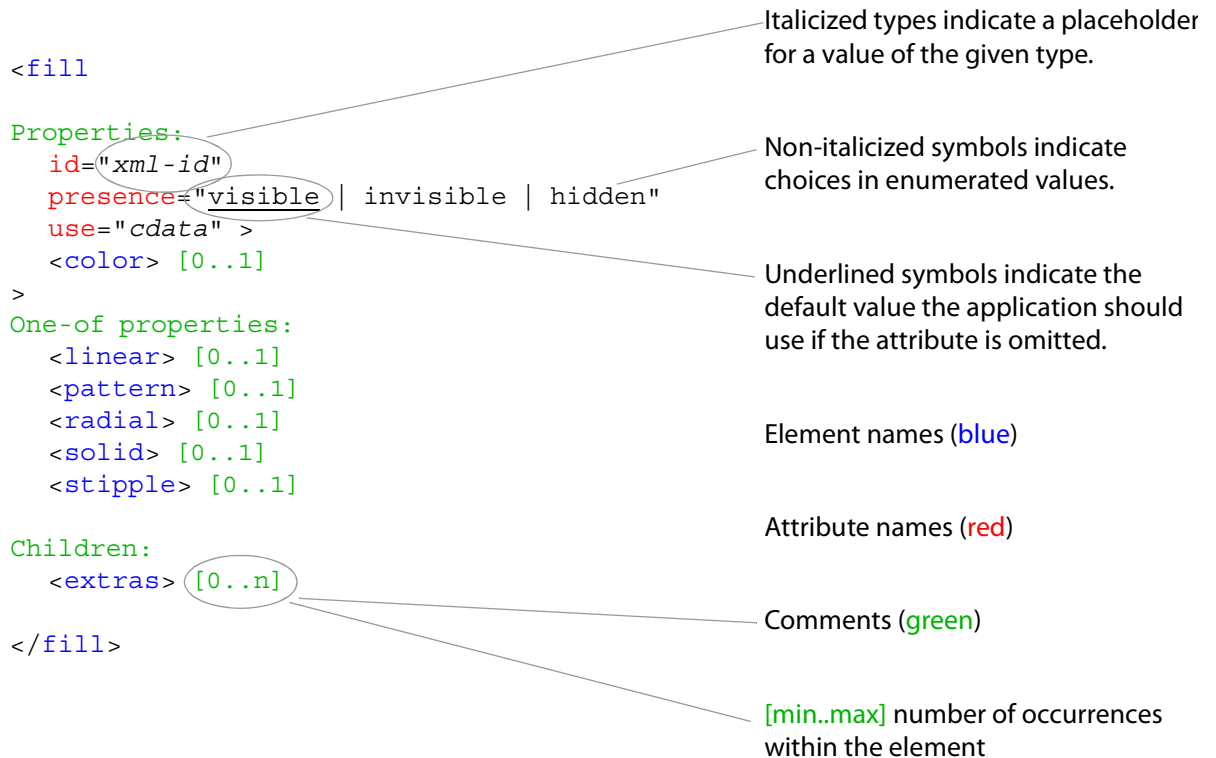 <fill
Properties:
id="xml-id"
presence="visible | invisible | hidden"
use="cdata" >
<color> [0..1]
>
One-of properties:
<linear> [0..1]
<pattern> [0..1]
<radial> [0..1]
<solid> [0..1]
<stipple> [0..1]
Children:
<extras> [0..n]
</fill>
Italicized types indicate a placeholder
for a value of the given type.
Non-italicized symbols indicate
choices in enumerated values.
Underlined symbols indicate the
default value the application should
use if the attribute is omitted.
Element names (blue)
Attribute names (red)
Comments (green)
[min..max] number of occurrences
within the element